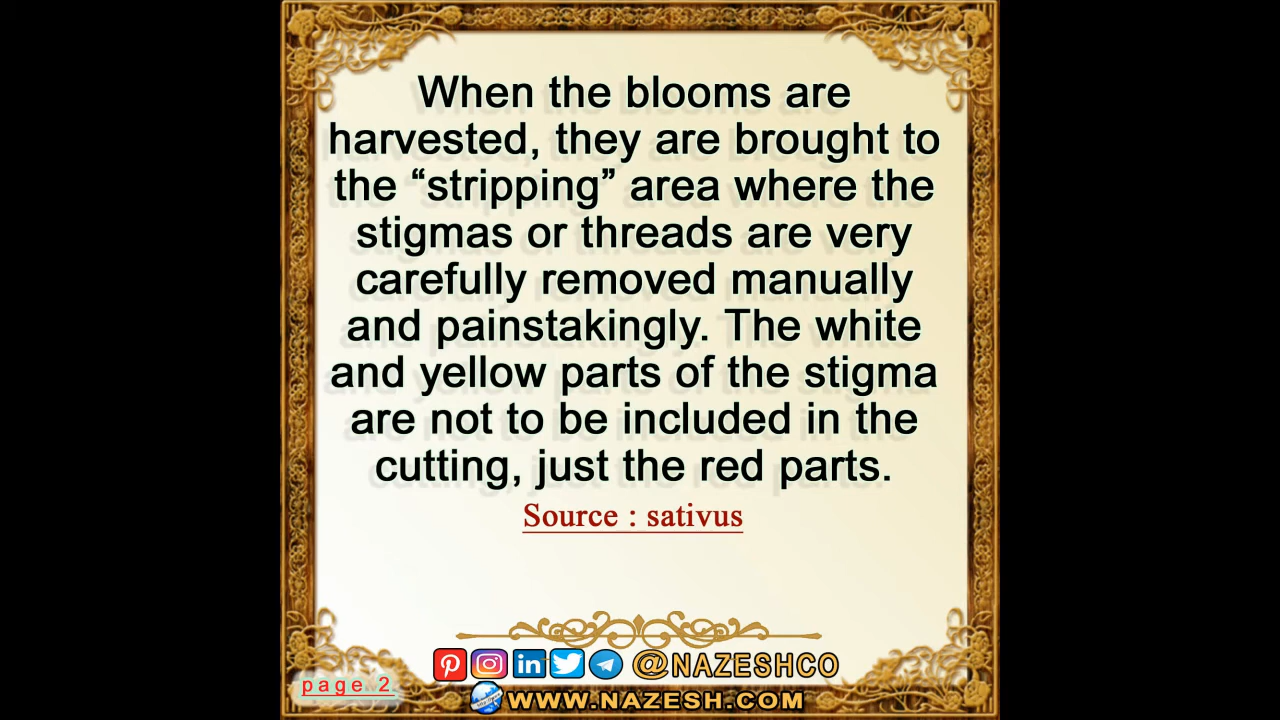 When the blooms are
harvested, they are brought to
the “stripping” area where the
stigmas or threads are very
carefully removed manually
and painstakingly. The white
and yellow parts of the stigma
are not to be included in the
cutting, just the red parts.
Source : sativus
@NAZESHCO
page 2
WWW.NAZESH.COM